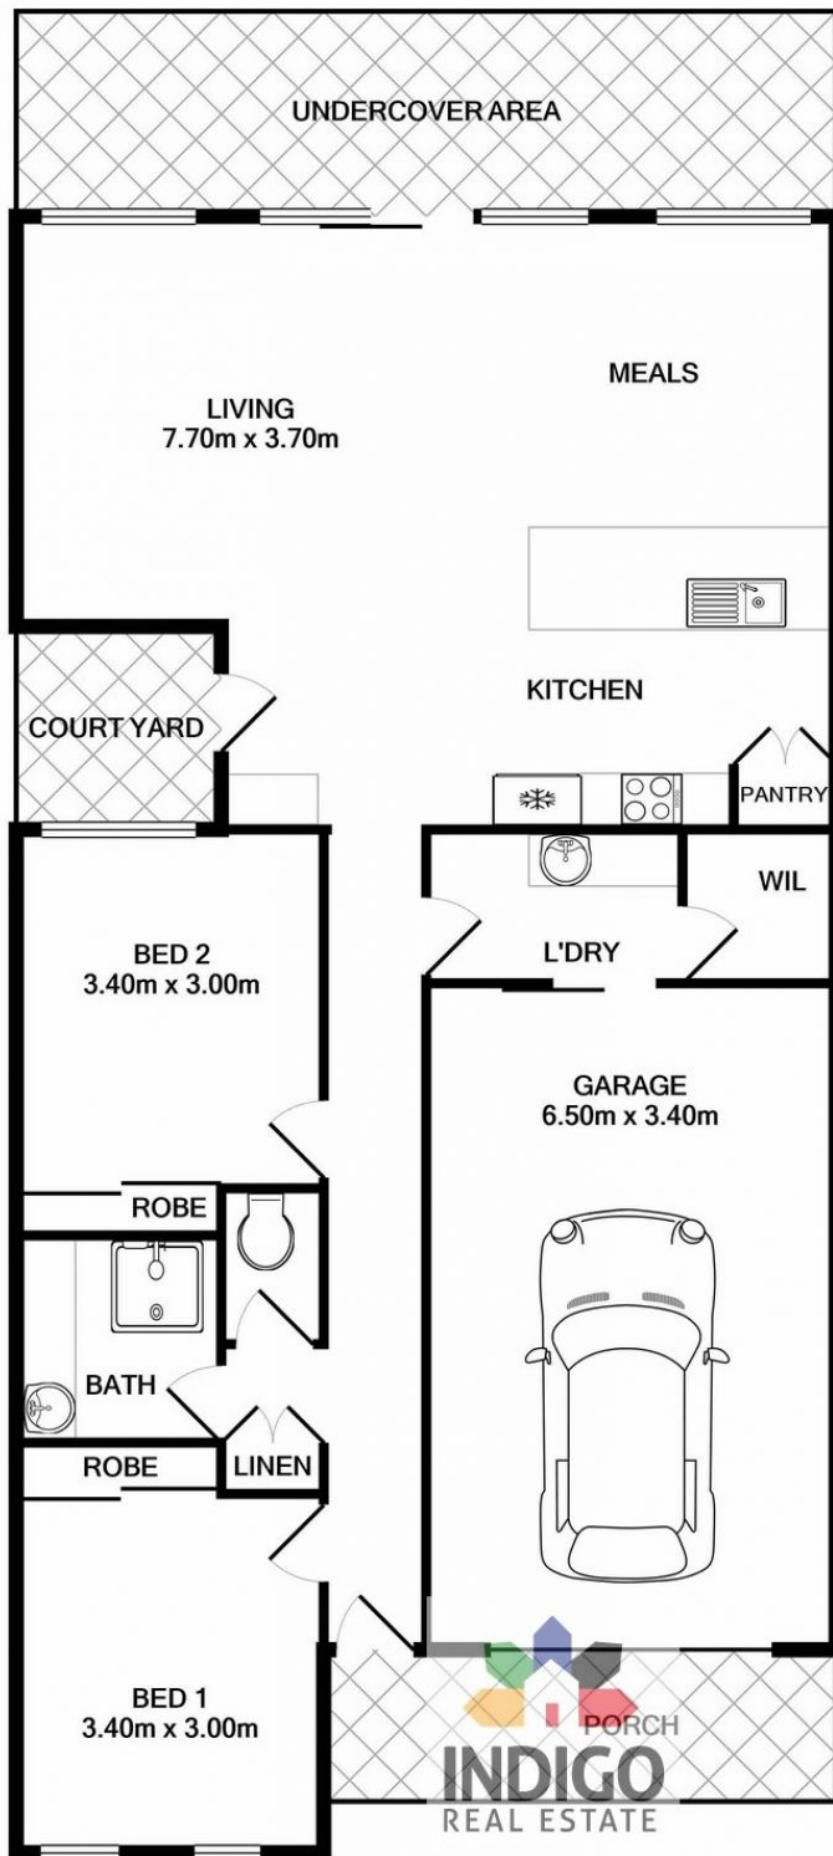 UNDERCOVER AREA
MEALS
LIVING
7.70m x 3.70m
KITCHEN
COURT YARD
PANTRY
WIL
BED 2
3.40m x 3.00m
L'DRY
GARAGE
6.50m x 3.40m
ROBE
BATH
ROBE
LINEN
BED 1
3.40m x 3.00m
PORCH
INDIGO
REAL ESTATE